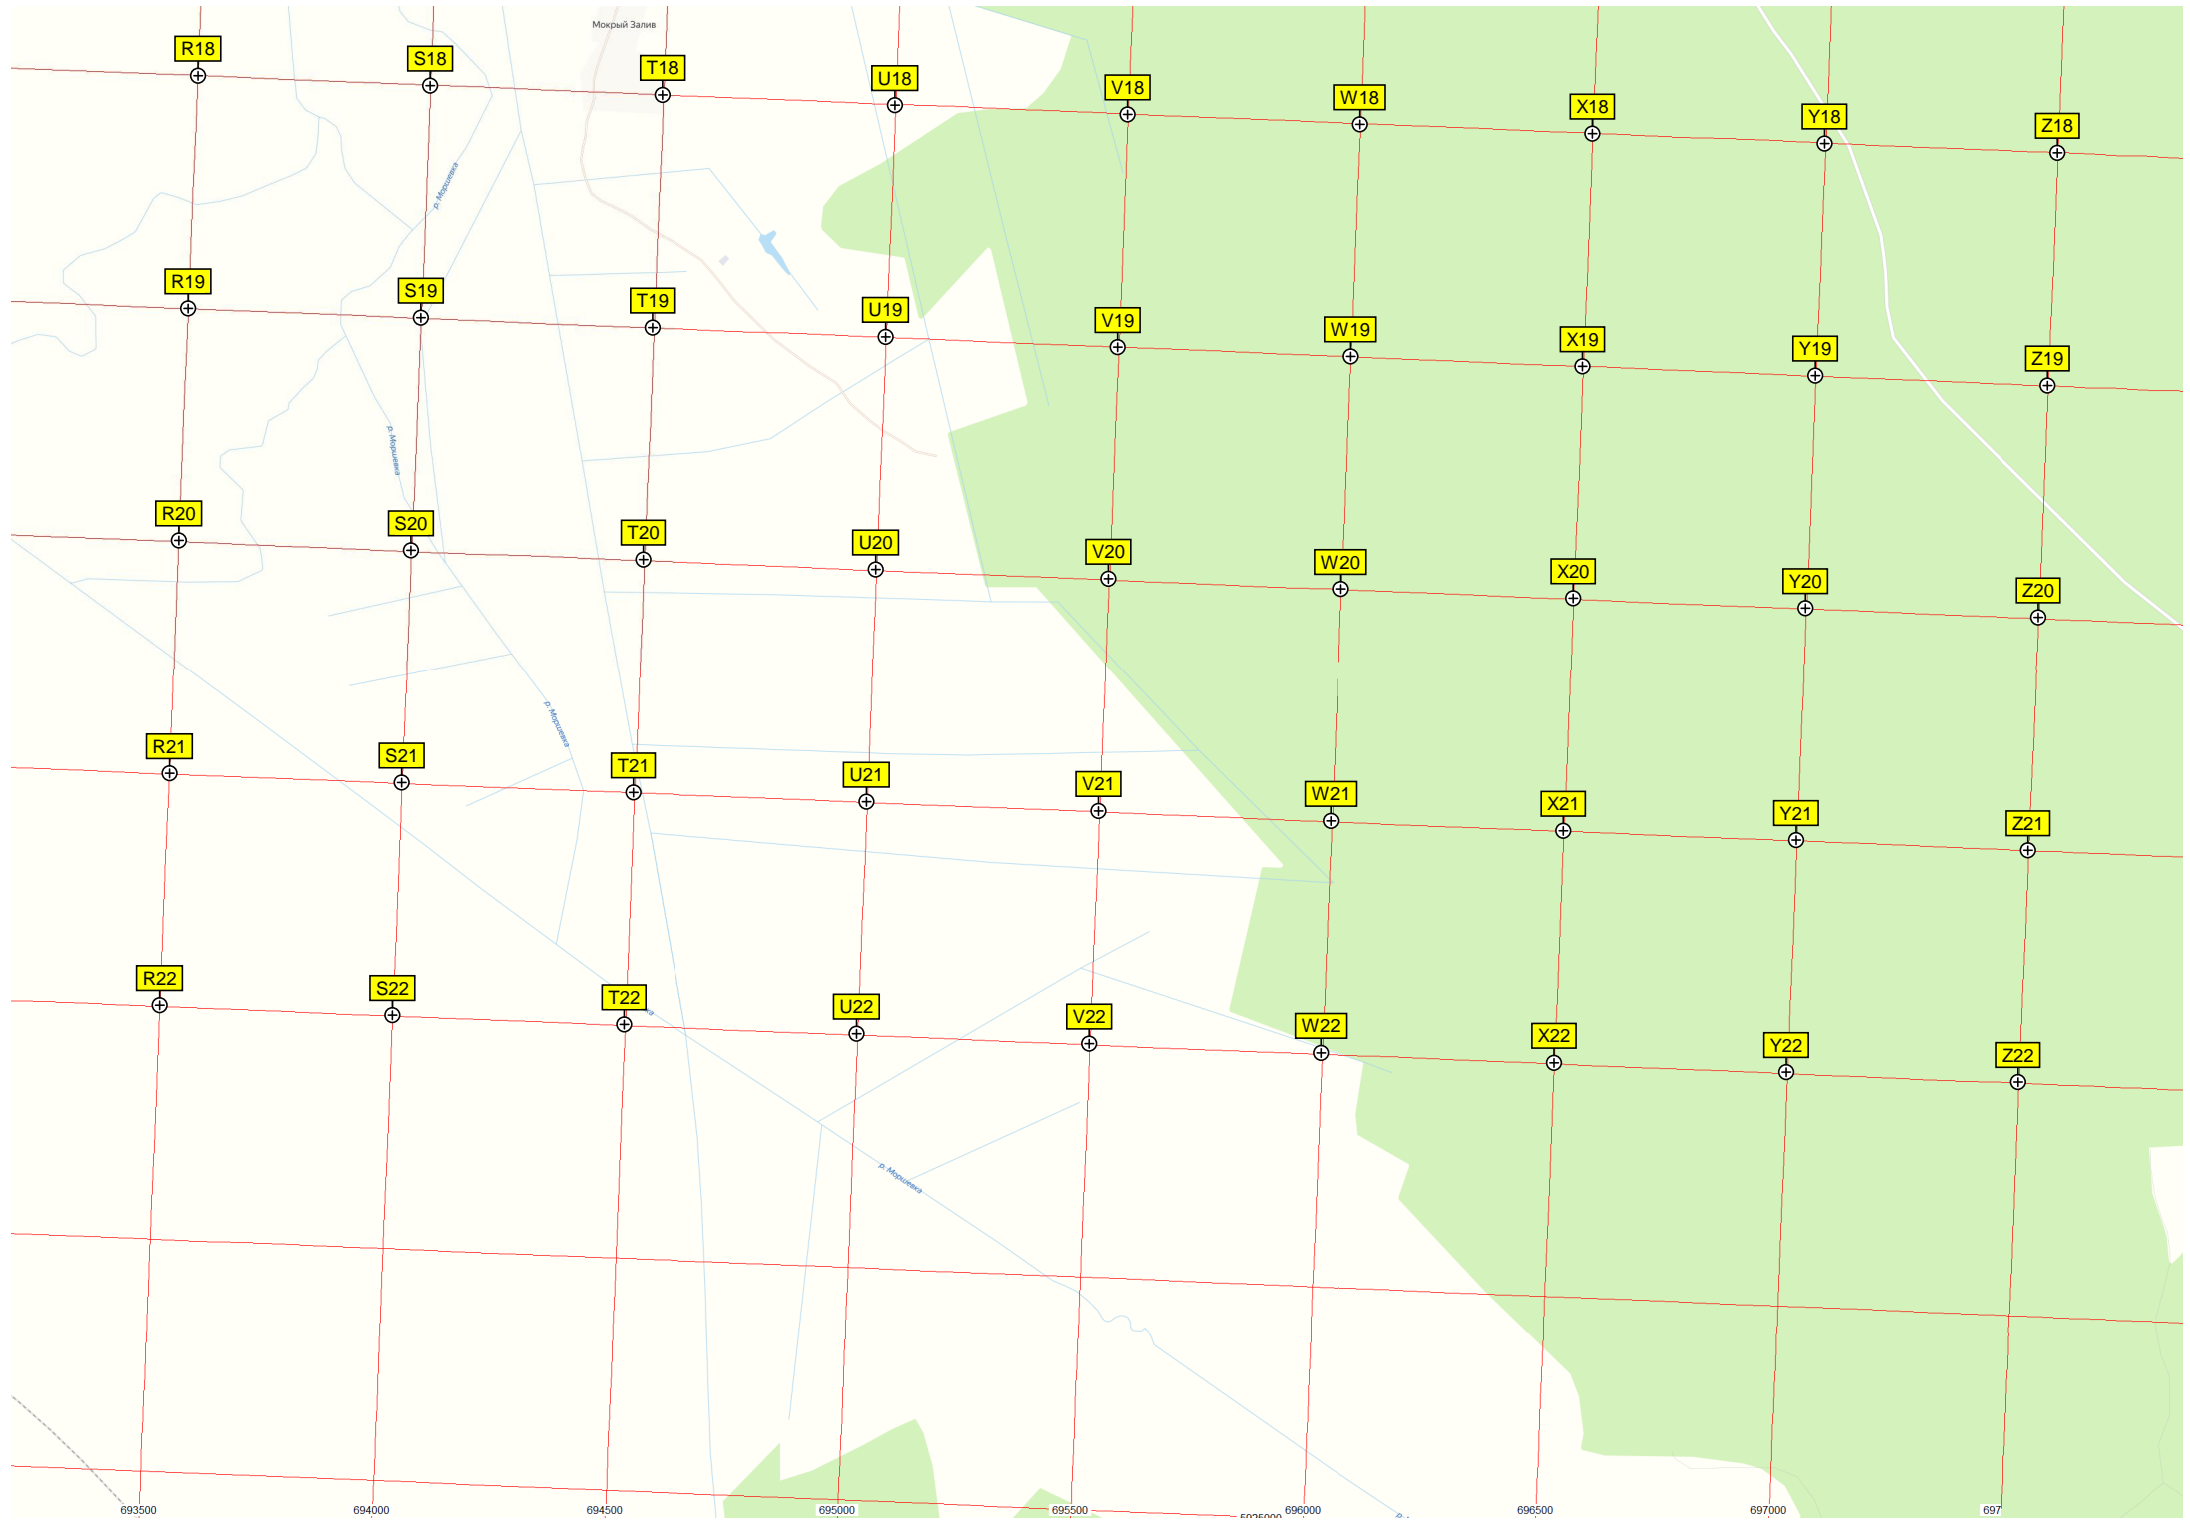 Мокрый Залив
R18 S18 T18 U18 V18 W18 X18 Y18 Z18
р. Моршевка
R19 S19 T19 U19 V19 W19 X19 Y19 Z19
р. Моршевка
R20 S20 T20 U20 V20 W20 X20 Y20 Z20
р. Моршевка
R21 S21 T21 U21 V21 W21 X21 Y21 Z21
R22 S22 T22 U22 V22 W22 X22 Y22 Z22
р. Моршевка
693500 694000 694500 695000 695500 696000 696500 697000 697